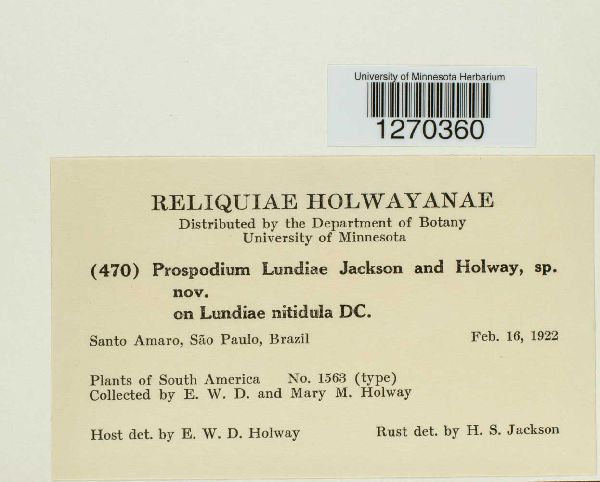 University of Minnesota Herbarium
1270360
RELIQUIAE HOLWAYANAE
Distributed by the Department of Botany
University of Minnesota
(470) Prospodium Lundiae Jackson and Holway, sp.
nov.
on Lundiae nitidula DC.
Santo Amaro, São Paulo, Brazil Feb. 16, 1922
Plants of South America No. 1563 (type)
Collected by E. W. D. and Mary M. Holway
Host det. by E. W. D. Holway Rust det. by H. S. Jackson